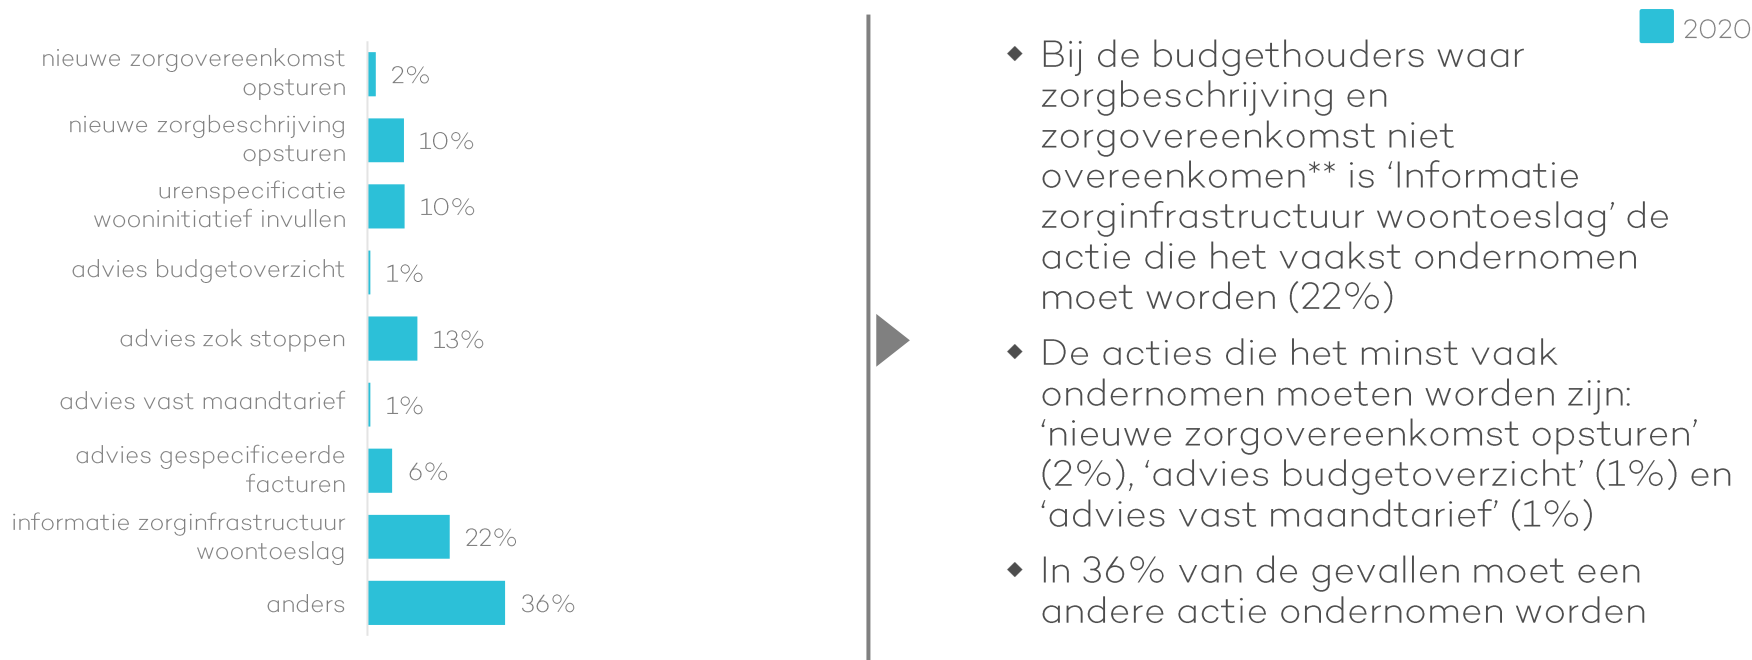 nieuwe zorgovereenkomst
opsturen
2%
nieuwe zorgbeschrijving
opsturen
10%
urenspecificatie
wooninitiatief invullen
10%
advies budgetoverzicht
1%
advies zok stoppen
13%
advies vast maandtarief
1%
advies gespecificeerde
facturen
6%
informatie zorginfrastructuur
woontoeslag
22%
anders
36%
2020
◆ Bij de budgethouders waar
zorgbeschrijving en
zorgovereenkomst niet
overeenkomen** is ‘Informatie
zorginfrastructuur woontoeslag’ de
actie die het vaakst ondernomen
moet worden (22%)
◆ De acties die het minst vaak
ondernomen moeten worden zijn:
‘nieuwe zorgovereenkomst opsturen’
(2%), ‘advies budgetoverzicht’ (1%) en
‘advies vast maandtarief’ (1%)
◆ In 36% van de gevallen moet een
andere actie ondernomen worden